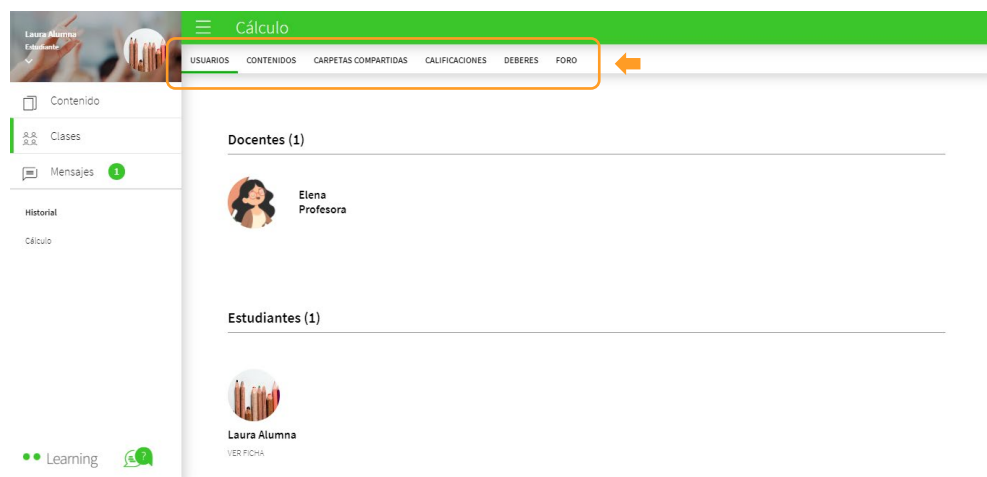 Laura Alumna
Estudiante
Cálculo
USUARIOS CONTENIDOS CARPETAS COMPARTIDAS CALIFICACIONES DEBERES FORO
Contenido
Clases
Mensajes 1
Historial
Cálculo
Docentes (1)
Elena
Profesora
Estudiantes (1)
Laura Alumna
VER FICHA
Learning ?